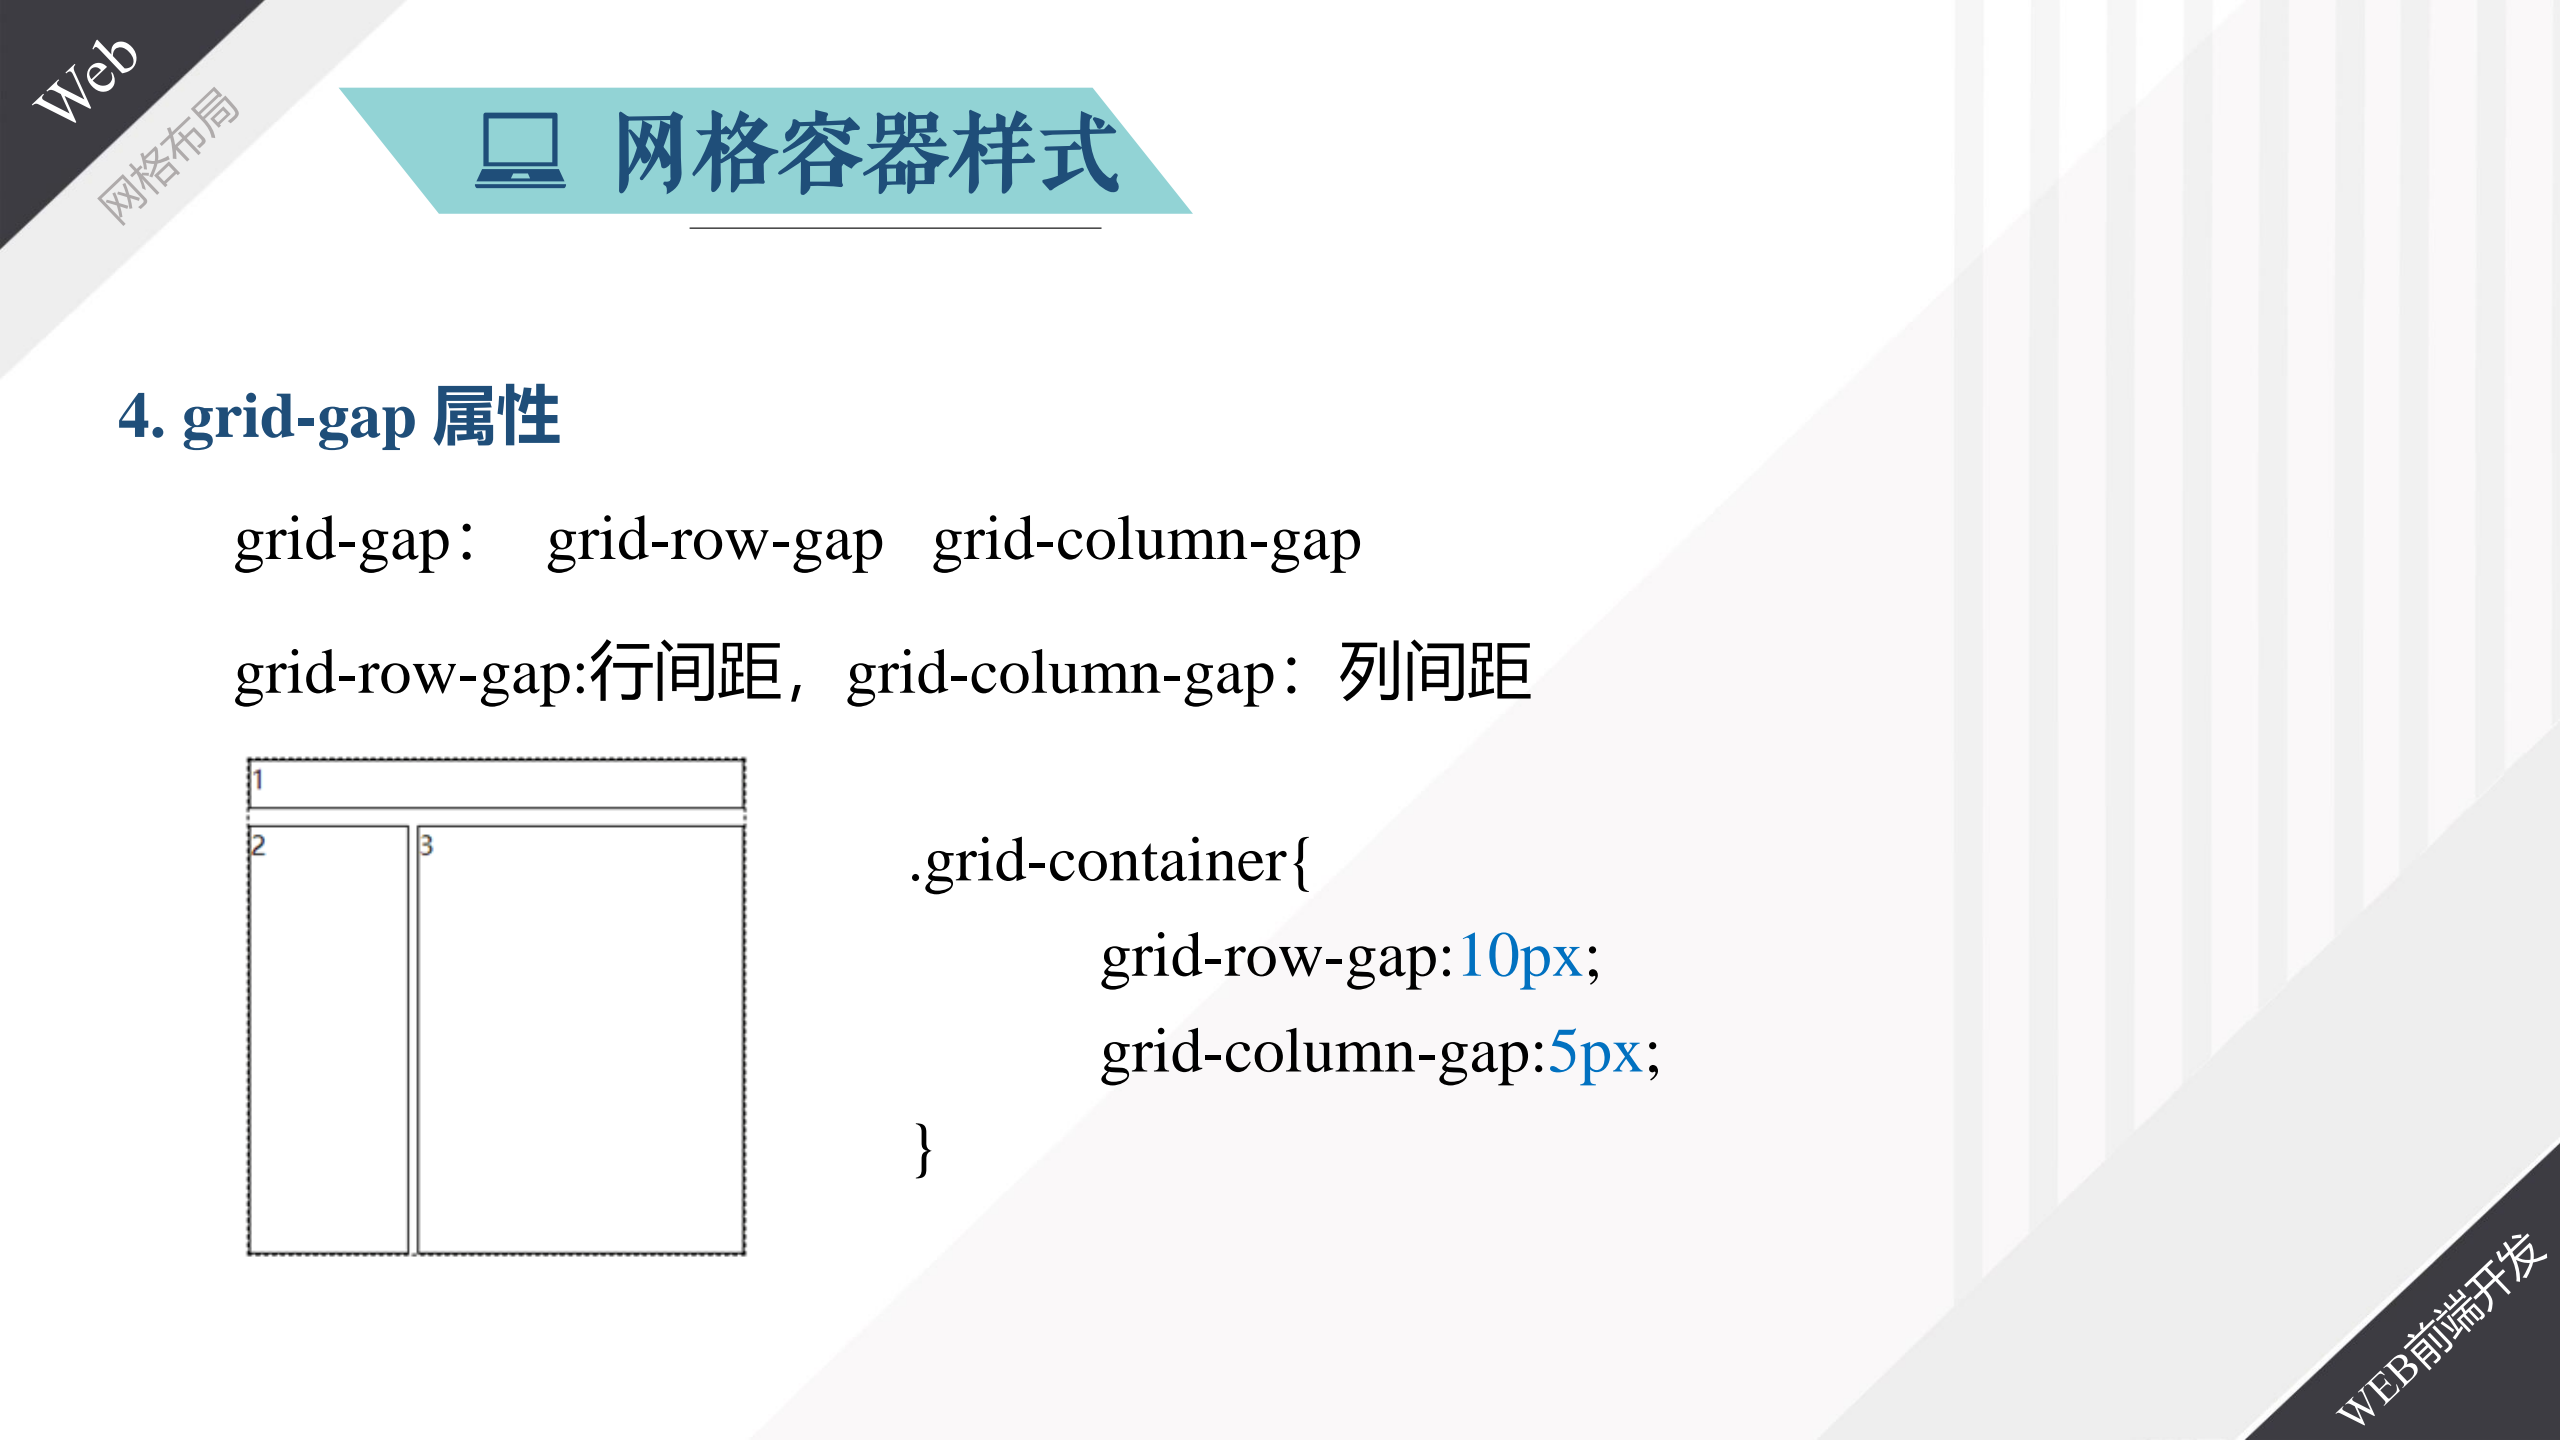 Web
网格布局
网格容器样式
4. grid-gap 属性
grid-gap： grid-row-gap grid-column-gap
grid-row-gap:行间距，grid-column-gap：列间距
1
2 3
.grid-container{
grid-row-gap:10px;
grid-column-gap:5px;
}
WEB前端开发